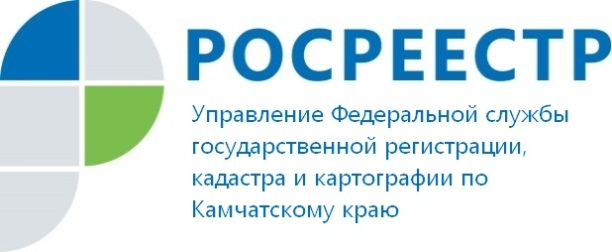 РОСРЕЕСТР
Управление Федеральной службы
государственной регистрации,
кадастра и картографии по
Камчатскому краю